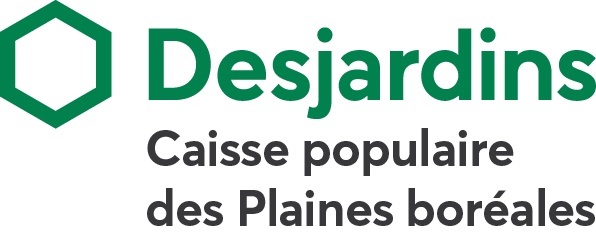 Desjardins
Caisse populaire
des Plaines boréales